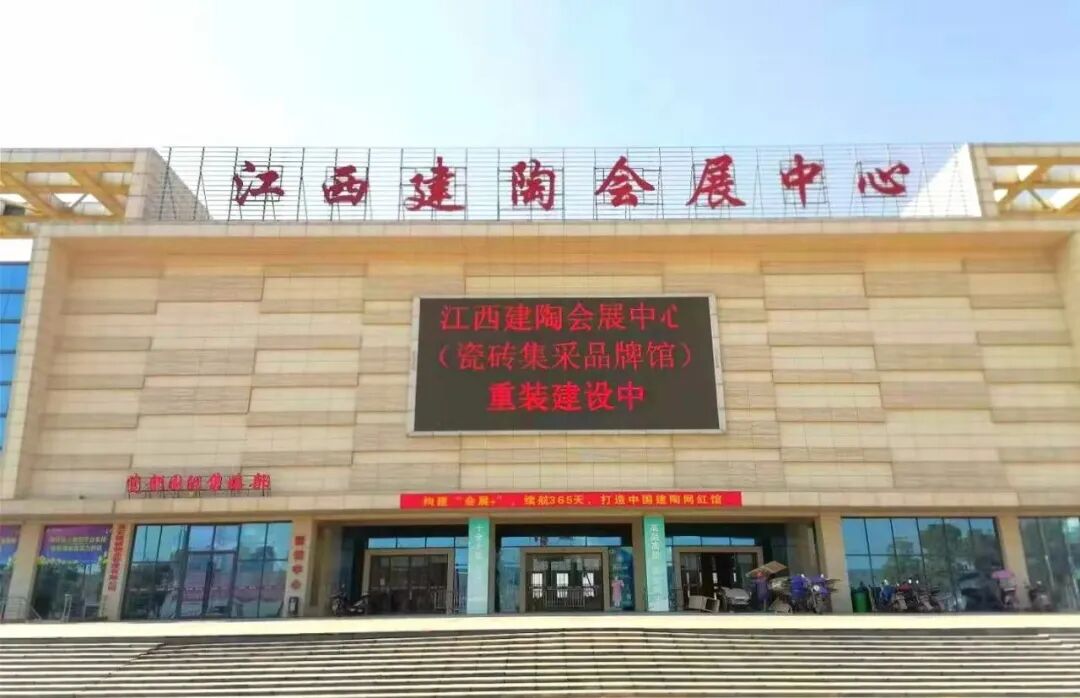 江西建陶会展中心
江西建陶会展中心
（瓷砖集采品牌馆）
重装建设中
构建“会展+”，续航365天，打造中国建陶网红馆